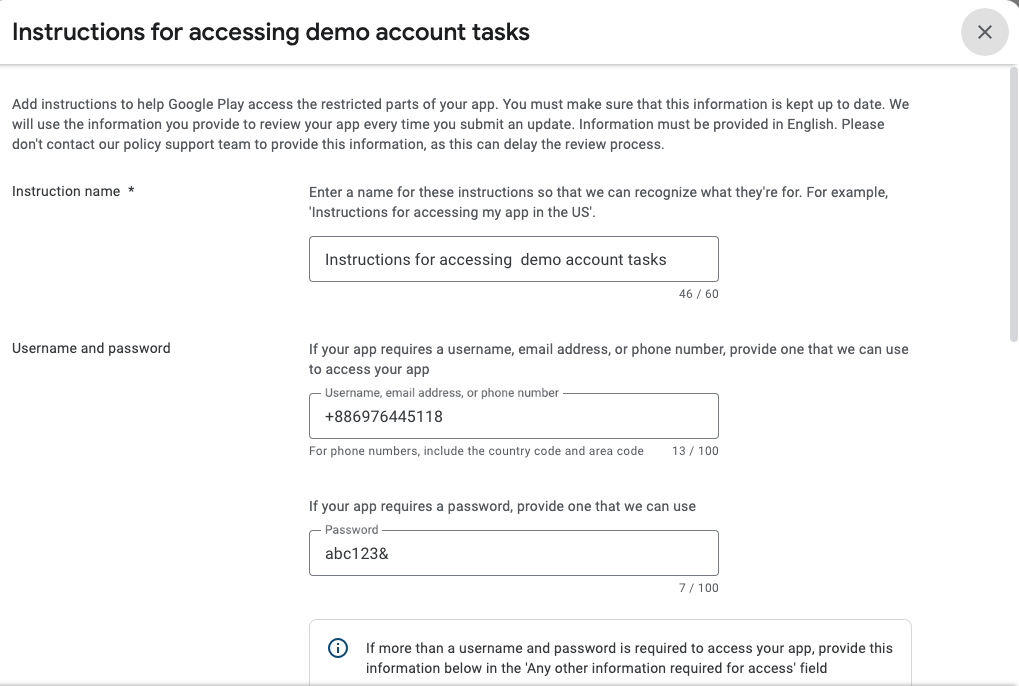 Instructions for accessing demo account tasks
Add instructions to help Google Play access the restricted parts of your app. You must make sure that this information is kept up to date. We
will use the information you provide to review your app every time you submit an update. Information must be provided in English. Please
don't contact our policy support team to provide this information, as this can delay the review process.
Instruction name *
Enter a name for these instructions so that we can recognize what they're for. For example,
'Instructions for accessing my app in the US'.
Instructions for accessing  demo account tasks
46 / 60
Username and password
If your app requires a username, email address, or phone number, provide one that we can use
to access your app
Username, email address, or phone number
+886976445118
For phone numbers, include the country code and area code
13 / 100
If your app requires a password, provide one that we can use
Password
abc123&
7 / 100
If more than a username and password is required to access your app, provide this
information below in the 'Any other information required for access' field